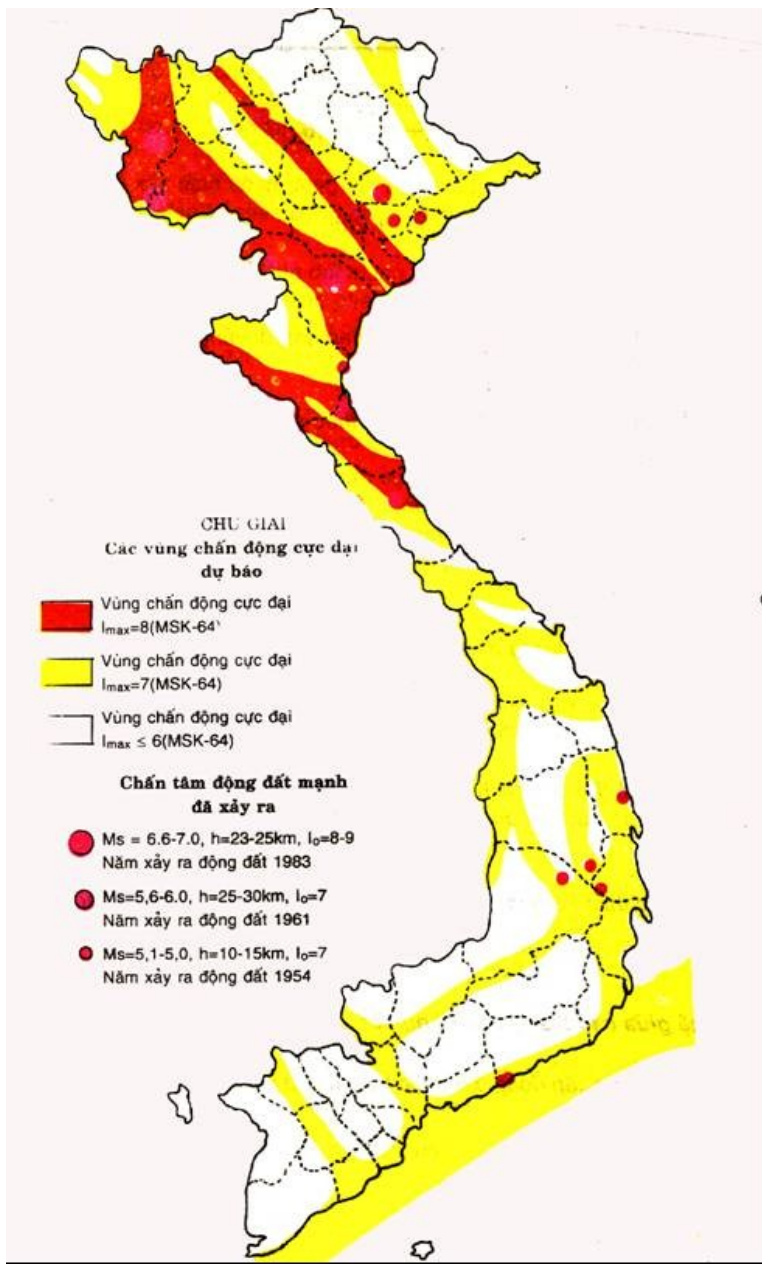 CHÚ GIẢI
Các vùng chấn động cực đại
dự báo
Vùng chấn động cực đại
Imax=8(MSK-64)
Vùng chấn động cực đại
Imax=7(MSK-64)
Vùng chấn động cực đại
Imax ≤ 6(MSK-64)
Chấn tâm động đất mạnh
đã xảy ra
Ms = 6.6-7.0, h=23-25km, Io=8-9
Năm xảy ra động đất 1983
Ms=5,6-6.0, h=25-30km, Io=7
Năm xảy ra động đất 1961
Ms=5,1-5,0, h=10-15km, Io=7
Năm xảy ra động đất 1954